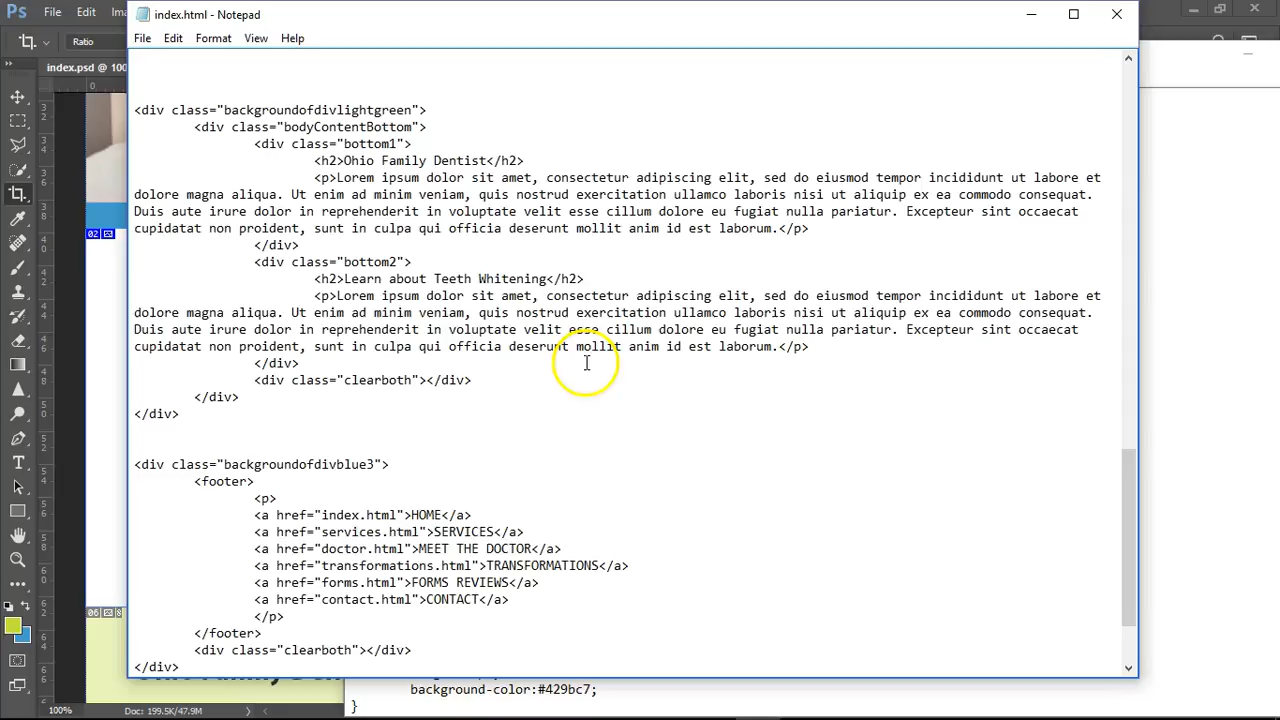 Ps File Edit Ima
index.html - Notepad
File Edit Format View Help
Ratio
index.psd @ 100
0
<div class="backgroundofdivlightgreen">
<div class="bodyContentBottom">
<div class="bottom1">
<h2>Ohio Family Dentist</h2>
<p>Lorem ipsum dolor sit amet, consectetur adipiscing elit, sed do eiusmod tempor incididunt ut labore et
dolore magna aliqua. Ut enim ad minim veniam, quis nostrud exercitation ullamco laboris nisi ut aliquip ex ea commodo consequat.
Duis aute irure dolor in reprehenderit in voluptate velit esse cillum dolore eu fugiat nulla pariatur. Excepteur sint occaecat
cupidatat non proident, sunt in culpa qui officia deserunt mollit anim id est laborum.</p>
</div>
<div class="bottom2">
<h2>Learn about Teeth Whitening</h2>
<p>Lorem ipsum dolor sit amet, consectetur adipiscing elit, sed do eiusmod tempor incididunt ut labore et
dolore magna aliqua. Ut enim ad minim veniam, quis nostrud exercitation ullamco laboris nisi ut aliquip ex ea commodo consequat.
Duis aute irure dolor in reprehenderit in voluptate velit esse cillum dolore eu fugiat nulla pariatur. Excepteur sint occaecat
cupidatat non proident, sunt in culpa qui officia deserunt mollit anim id est laborum.</p>
</div>
<div class="clearboth"></div>
</div>
</div>
<div class="backgroundofdivblue3">
<footer>
<p>
<a href="index.html">HOME</a>
<a href="services.html">SERVICES</a>
<a href="doctor.html">MEET THE DOCTOR</a>
<a href="transformations.html">TRANSFORMATIONS</a>
<a href="forms.html">FORMS REVIEWS</a>
<a href="contact.html">CONTACT</a>
</p>
</footer>
<div class="clearboth"></div>
</div>
02
06
background-color:#429bc7;
}
100% Doc: 199.5K/47.9M